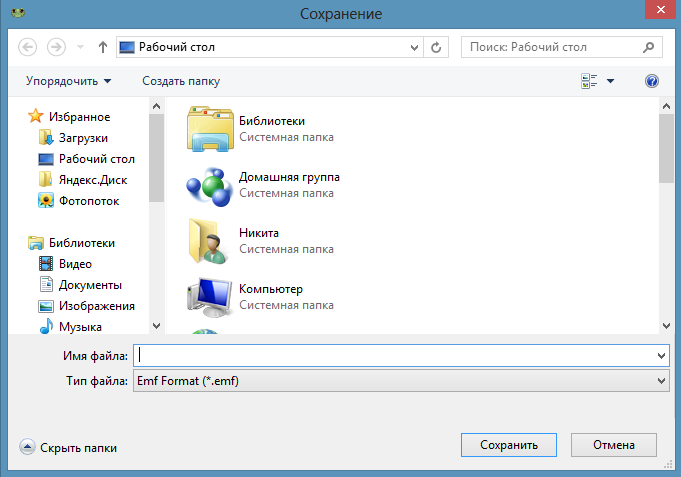 Сохранение
Рабочий стол
Поиск: Рабочий стол
Упорядочить
Создать папку
Избранное
Загрузки
Рабочий стол
Яндекс.Диск
Фотопоток
Библиотеки
Видео
Документы
Изображения
Музыка
Библиотеки
Системная папка
Домашняя группа
Системная папка
Никита
Системная папка
Компьютер
Системная папка
Имя файла:
Тип файла: Emf Format (*.emf)
Скрыть папки
Сохранить
Отмена